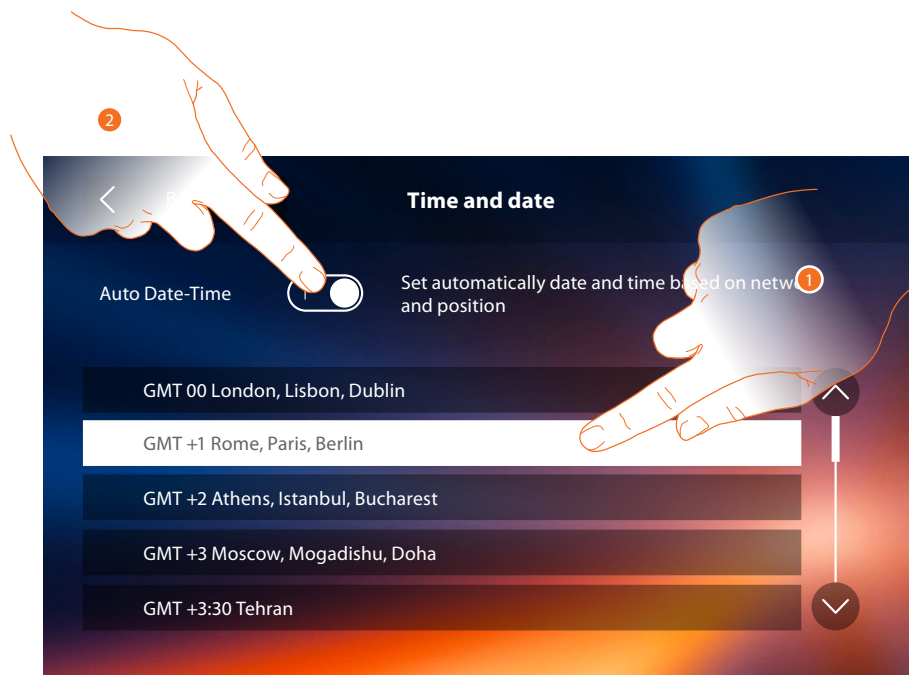 2
Time and date
Auto Date-Time
Set automatically date and time based on netw
1
and position
GMT 00 London, Lisbon, Dublin
GMT +1 Rome, Paris, Berlin
GMT +2 Athens, Istanbul, Bucharest
GMT +3 Moscow, Mogadishu, Doha
GMT +3:30 Tehran